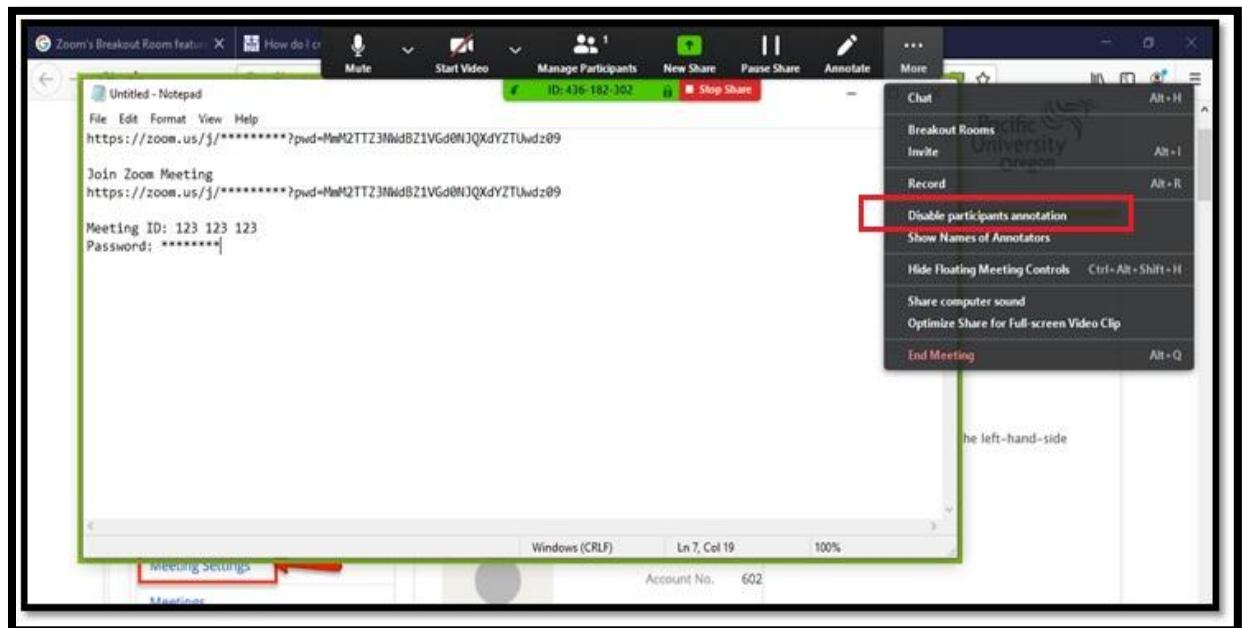 Zoom's Breakout Room featu
How do I cr
Mute
Start Video
Manage Participants
1
New Share
Pause Share
Annotate
More
ID: 436-182-302
Stop Share
Untitled - Notepad
File Edit Format View Help
https://zoom.us/j/*********?pwd=MmM2TTZ3NWdBZ1VGd0NJQXdYZTUwdz09
Join Zoom Meeting
https://zoom.us/j/*********?pwd=MmM2TTZ3NWdBZ1VGd0NJQXdYZTUwdz09
Meeting ID: 123 123 123
Password: ********
Chat Alt+H
Breakout Rooms
Invite Alt+I
Record Alt+R
Disable participants annotation
Show Names of Annotators
Hide Floating Meeting Controls Ctrl+Alt+Shift+H
Share computer sound
Optimize Share for Full-screen Video Clip
End Meeting Alt+Q
Pacific
University
Oregon
he left-hand-side
Windows (CRLF) Ln 7, Col 19 100%
Meeting Settings
Account No. 602
Meetings